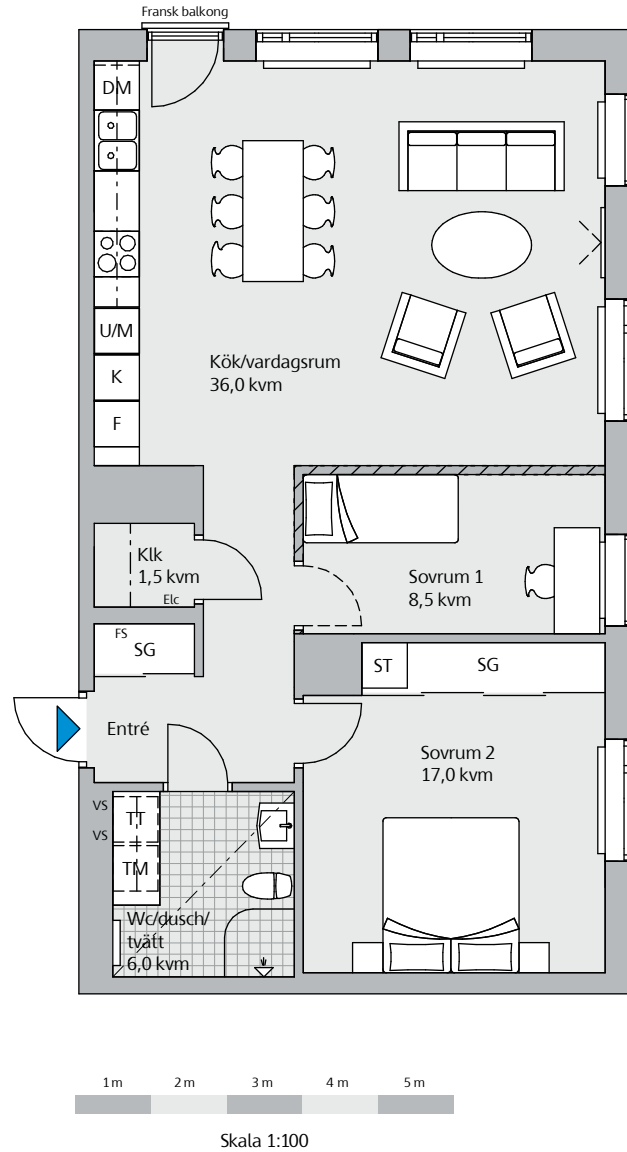 Fransk balkong
DM
U/M
K
F
Kök/vardagsrum
36,0 kvm
Klk
1,5 kvm
Elc
Sovrum 1
8,5 kvm
FS
SG
ST
SG
Entré
Sovrum 2
17,0 kvm
VS
TT
VS
TM
Wc/dusch/
tvätt
6,0 kvm
1 m 2 m 3 m 4 m 5 m
Skala 1:100